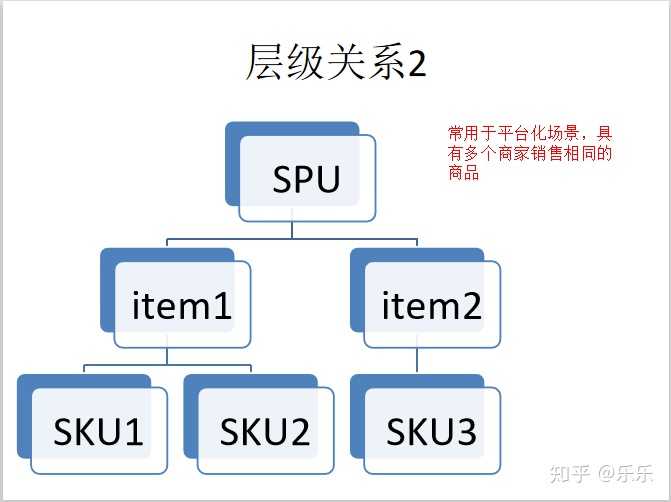 层级关系2
常用于平台化场景，具
有多个商家销售相同的
商品
SPU
item1
item2
SKU1
SKU2
SKU3
知乎 @乐乐